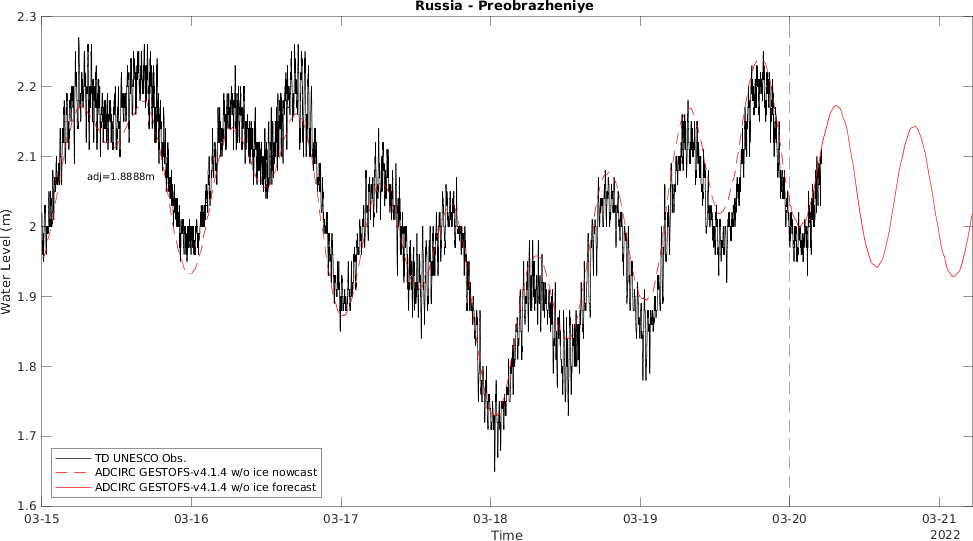 Russia - Preobrazheniye
2.3
2.2
2.1
2
1.9
1.8
1.7
1.6
Water Level (m)
adj=1.8888m
TD UNESCO Obs.
ADCIRC GESTOFS-v4.1.4 w/o ice nowcast
ADCIRC GESTOFS-v4.1.4 w/o ice forecast
03-15 03-16 03-17 03-18 03-19 03-20 03-21
Time 2022